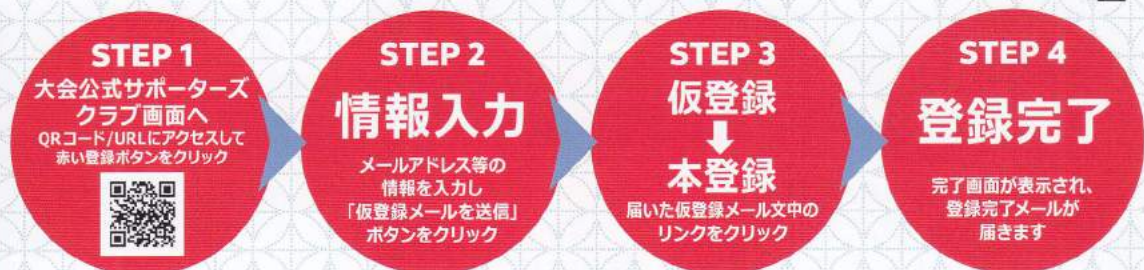 STEP 1
大会公式サポーターズ
クラブ画面へ
QRコード/URLにアクセスして
赤い登録ボタンをクリック
STEP 2
情報入力
メールアドレス等の
情報を入力し
「仮登録メールを送信」
ボタンをクリック
STEP 3
仮登録
本登録
届いた仮登録メール文中の
リンクをクリック
STEP 4
登録完了
完了画面が表示され、
登録完了メールが
届きます